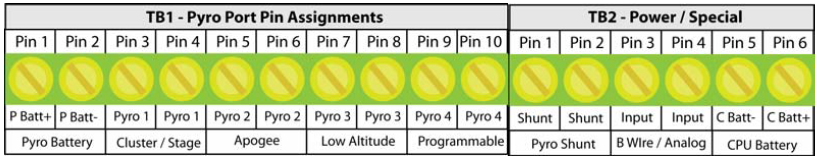 TB1 - Pyro Port Pin Assignments TB2 - Power / Special
Pin 1 Pin 2 Pin 3 Pin 4 Pin 5 Pin 6 Pin 7 Pin 8 Pin 9 Pin 10 Pin 1 Pin 2 Pin 3 Pin 4 Pin 5 Pin 6
P Batt+ P Batt- Pyro 1 Pyro 1 Pyro 2 Pyro 2 Pyro 3 Pyro 3 Pyro 4 Pyro 4 Shunt Shunt Input Input C Batt- C Batt+
Pyro Battery Cluster / Stage Apogee Low Altitude Programmable Pyro Shunt B WIre / Analog CPU Battery